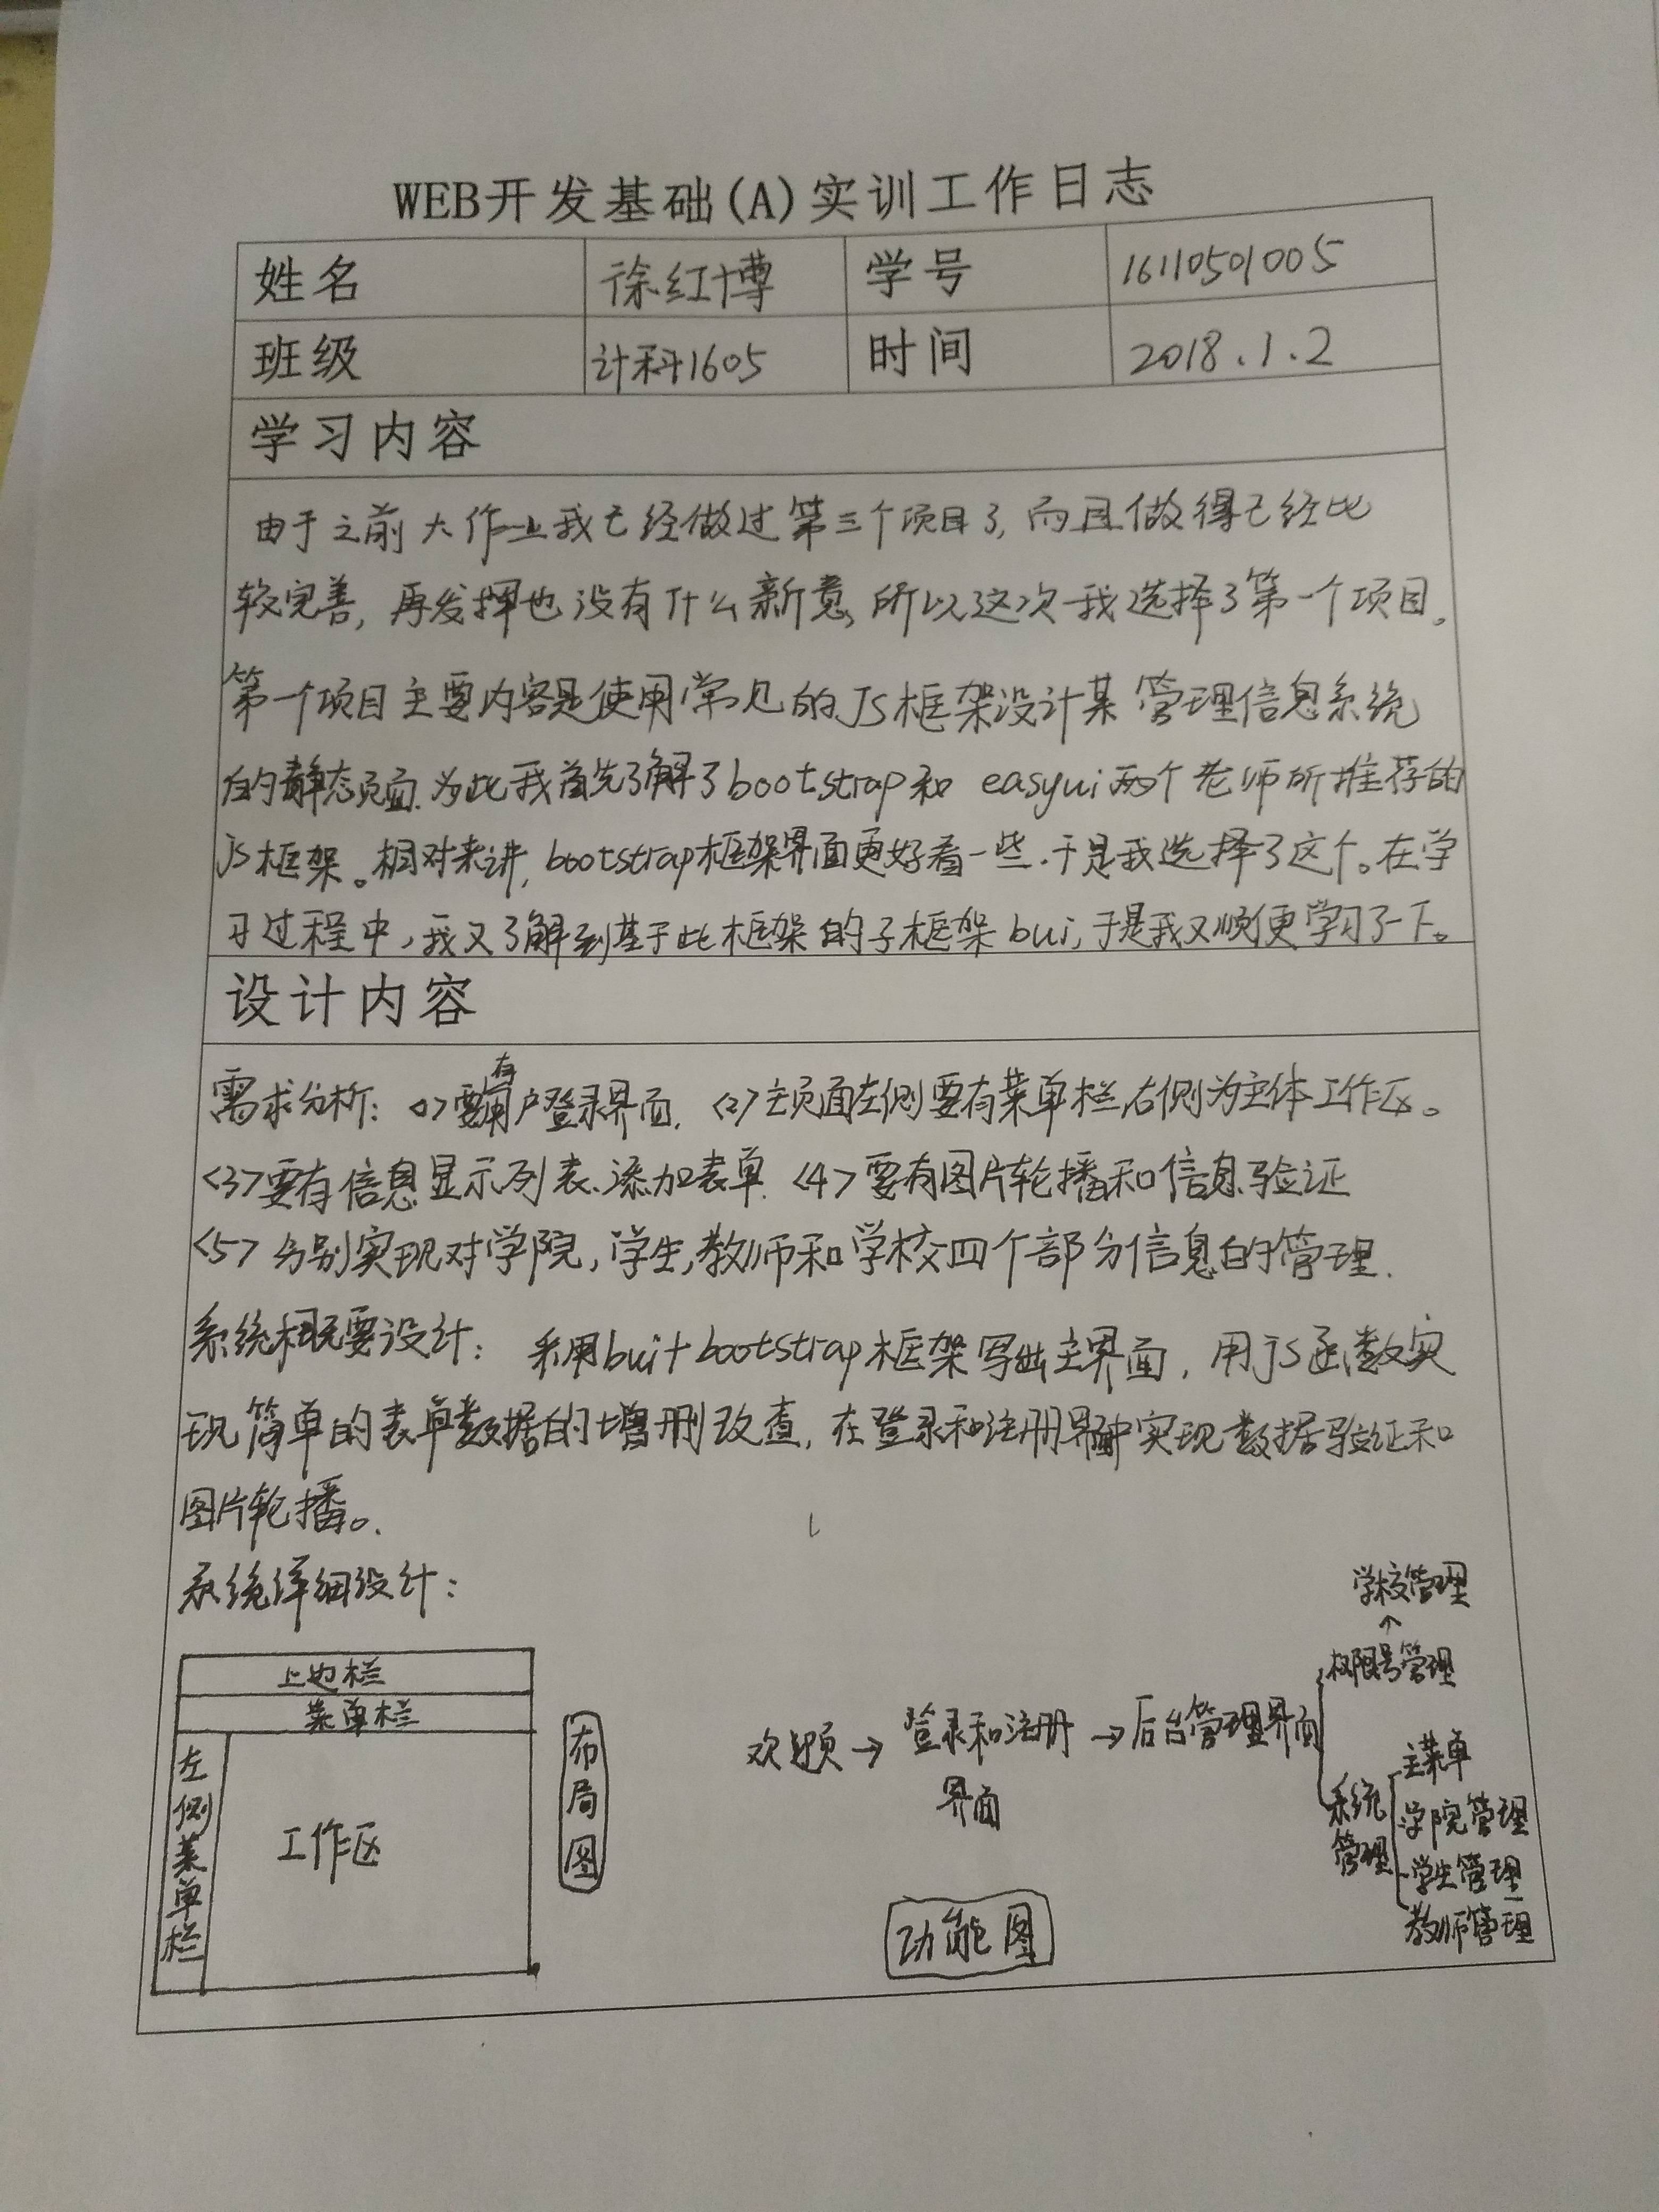 WEB开发基础(A)实训工作日志
姓名 徐红博 学号 16110501005
班级 计科1605 时间 2018.1.2
学习内容
由于之前大作业我已经做过第三个项目了,而且做得已经比
较完善,再发挥也没有什么新意,所以这次我选择了第一个项目。
第一个项目主要内容是使用常见的JS框架设计某管理信息系统
的静态页面.为此我首先了解了bootstrap和easyui两个老师所推荐的
JS框架。相对来讲,bootstrap框架界面更好看一些.于是我选择了这个。在学
习过程中,我又了解到基于此框架的子框架bui,于是我又顺便学习了一下。
设计内容
需求分析:<1>要有用户登录界面.<2>主页面左侧要有菜单栏,右侧为主体工作区。
<3>要有信息显示列表、添加表单.<4>要有图片轮播和信息验证
<5>分别实现对学院,学生,教师和学校四个部分信息的管理.
系统概要设计:采用bui+bootstrap框架写出主界面,用JS函数实
现简单的表单数据的增删改查,在登录和注册界面中实现数据验证和
图片轮播。
系统详细设计:
上边栏
菜单栏
左侧菜单栏
工作区
布局图
欢迎页→登录和注册界面→后台管理界面
学校管理
↑
权限号管理
系统管理
主菜单
学院管理
学生管理
教师管理
功能图